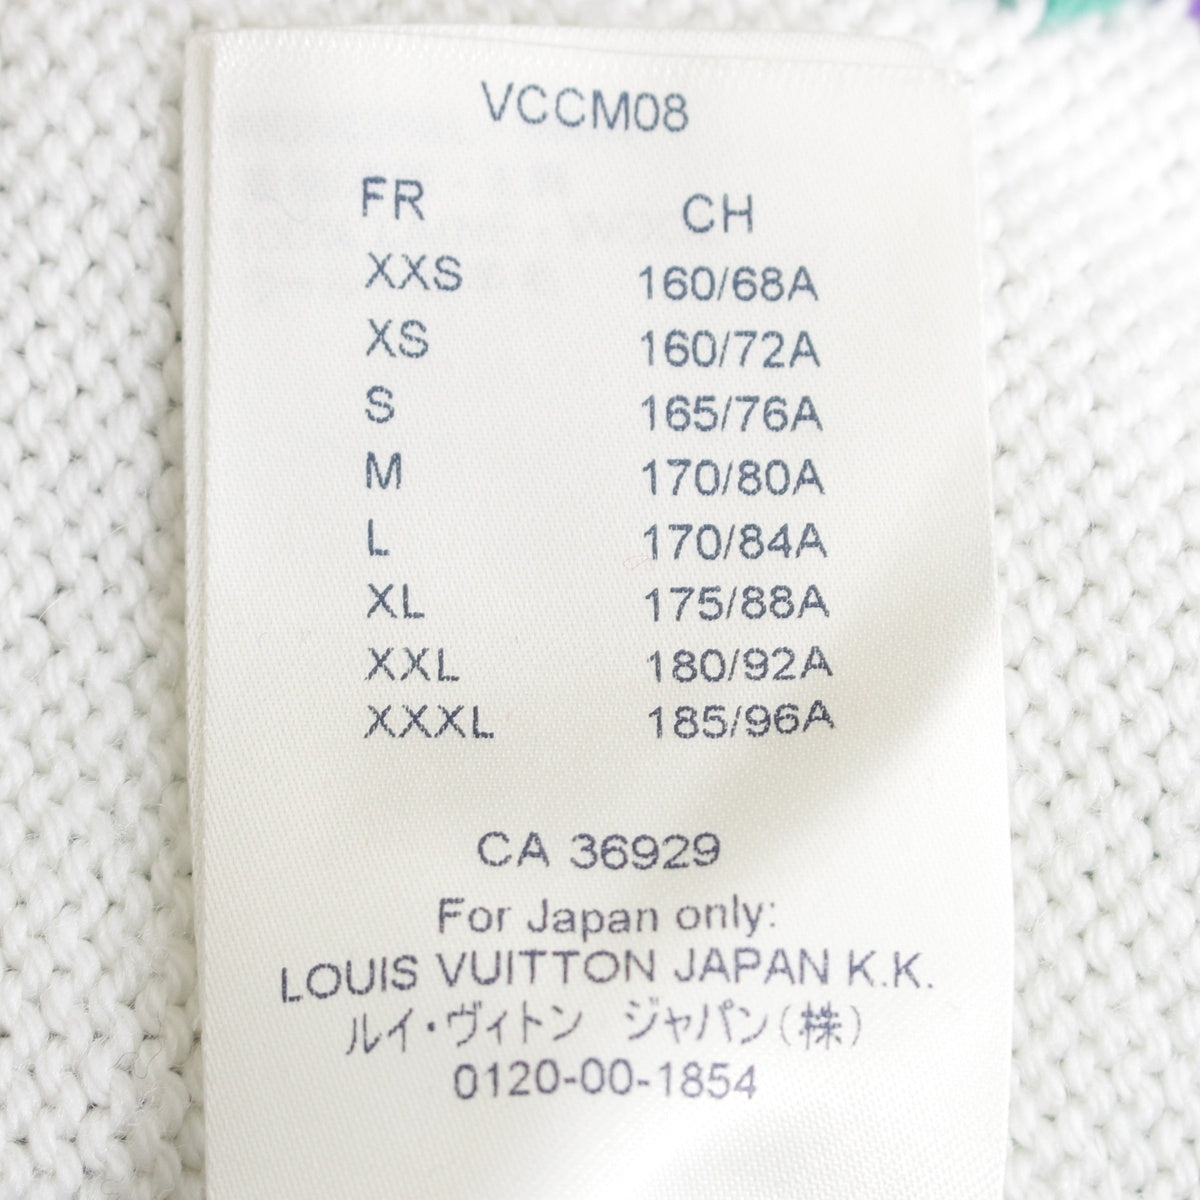 VCCM08
FR CH
XXS 160/68A
XS 160/72A
S 165/76A
M 170/80A
L 170/84A
XL 175/88A
XXL 180/92A
XXXL 185/96A
CA 36929
For Japan only:
LOUIS VUITTON JAPAN K.K.
ルイ・ヴィトン ジャパン(株)
0120-00-1854